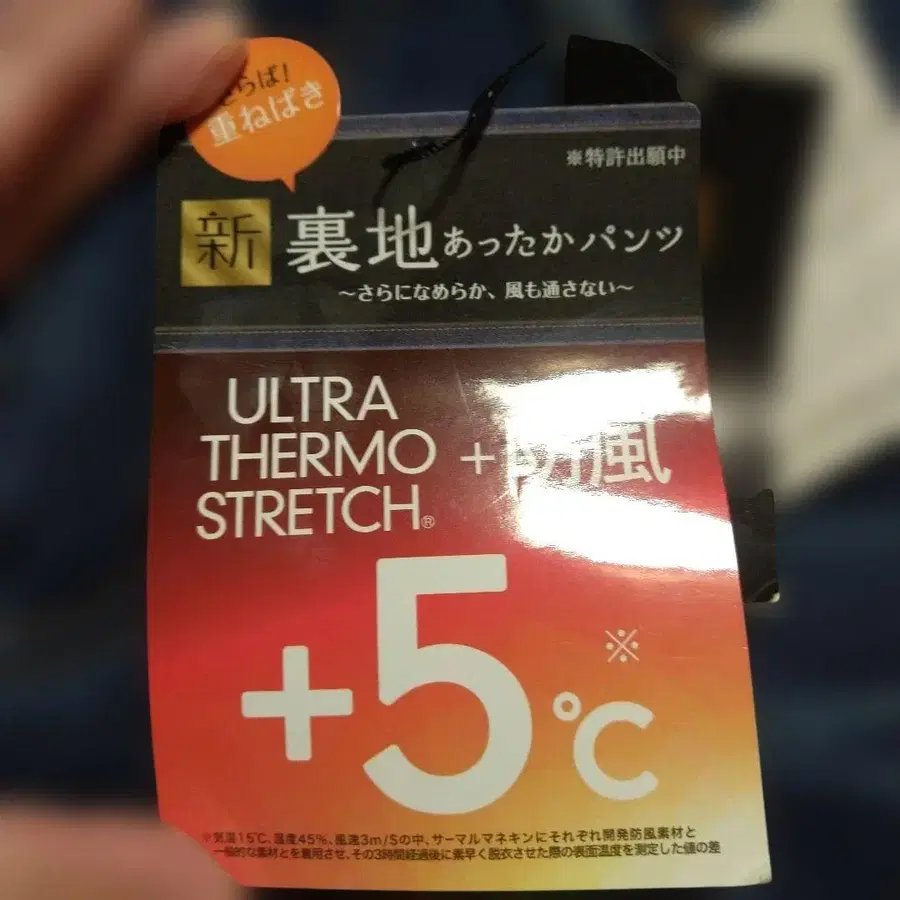 さらば!
重ねばき
※特許出願中
新 裏地あったかパンツ
～さらになめらか、風も通さない～
ULTRA
THERMO
STRETCH® +防風
+5℃※
※気温15℃、湿度45%、風速3m/Sの中、サーマルマネキンにそれぞれ開発防風素材と
一般的な素材とを着用させ、その3時間経過後に素早く脱衣させた際の表面温度を測定した値の差